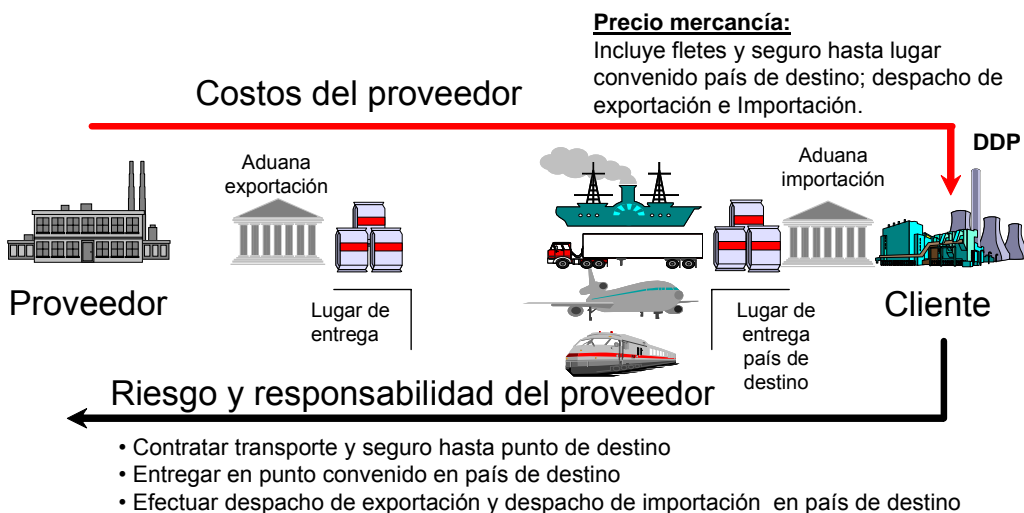 Precio mercancía:
Incluye fletes y seguro hasta lugar
convenido país de destino; despacho de
exportación e Importación.
Costos del proveedor
DDP
Aduana
exportación
Aduana
importación
Proveedor
Lugar de
entrega
Lugar de
entrega
país de
destino
Cliente
Riesgo y responsabilidad del proveedor
• Contratar transporte y seguro hasta punto de destino
• Entregar en punto convenido en país de destino
• Efectuar despacho de exportación y despacho de importación en país de destino